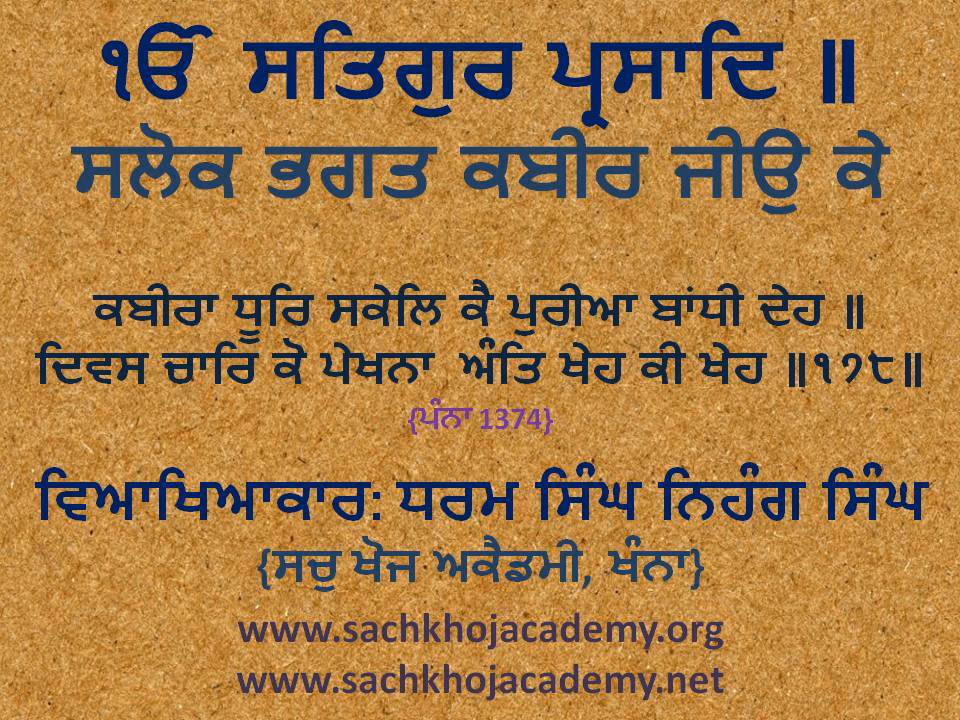 ੴ ਸਤਿਗੁਰ ਪ੍ਰਸਾਦਿ ॥
ਸਲੋਕ ਭਗਤ ਕਬੀਰ ਜੀਉ ਕੇ
ਕਬੀਰਾ ਧੂਰਿ ਸਕੇਲਿ ਕੈ ਪੁਰੀਆ ਬਾਂਧੀ ਦੇਹ ॥
ਦਿਵਸ ਚਾਰਿ ਕੋ ਪੇਖਨਾ ਅੰਤਿ ਖੇਹ ਕੀ ਖੇਹ ॥੧੭੮॥
{ਪੰਨਾ 1374}
ਵਿਆਖਿਆਕਾਰ: ਧਰਮ ਸਿੰਘ ਨਿਹੰਗ ਸਿੰਘ
{ਸਚੁ ਖੋਜ ਅਕੈਡਮੀ, ਖੰਨਾ}
www.sachkhojacademy.org
www.sachkhojacademy.net